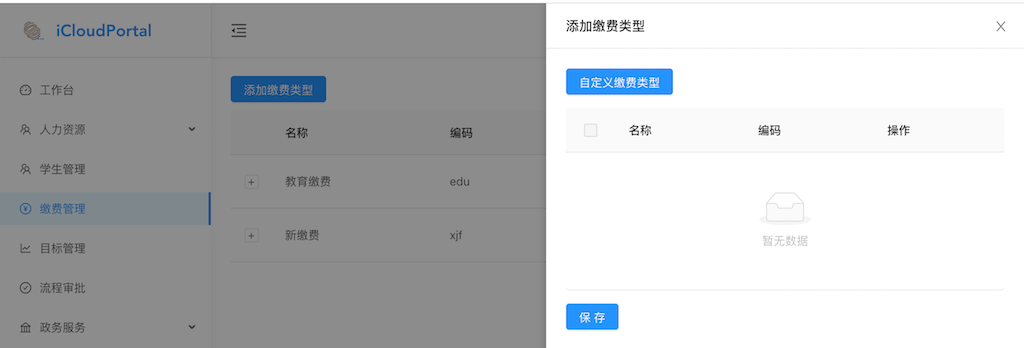 iCloudPortal
工作台
人力资源
学生管理
缴费管理
目标管理
流程审批
政务服务
添加缴费类型
名称 编码
教育缴费 edu
新缴费 xjf
添加缴费类型
自定义缴费类型
名称 编码 操作
暂无数据
保 存